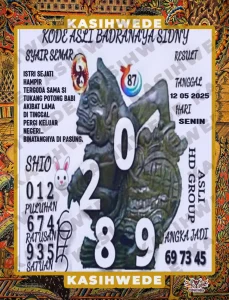 KASIHWEDE
KODE ASLI BADRANAYA SIDNY
SYAIR SEMAR
RESULT
87
ISTRI SEJATI
HAMPIR
TERGODA SAMA SI
TUKANG POTONG BABI
AKIBAT LAMA
DI TINGGAL
PERGI KELUAR
NEGERI..
BINATANGNYA DI PASUNG.
TANGGAL
12 05 2025
HARI
SENIN
SHIO
012
PULUHAN
674
RATUSAN
935
SATUAN
0
2
8 9
ASLI
HD GROUP
ANGKA JADI
69 73 45
KASIHWEDE